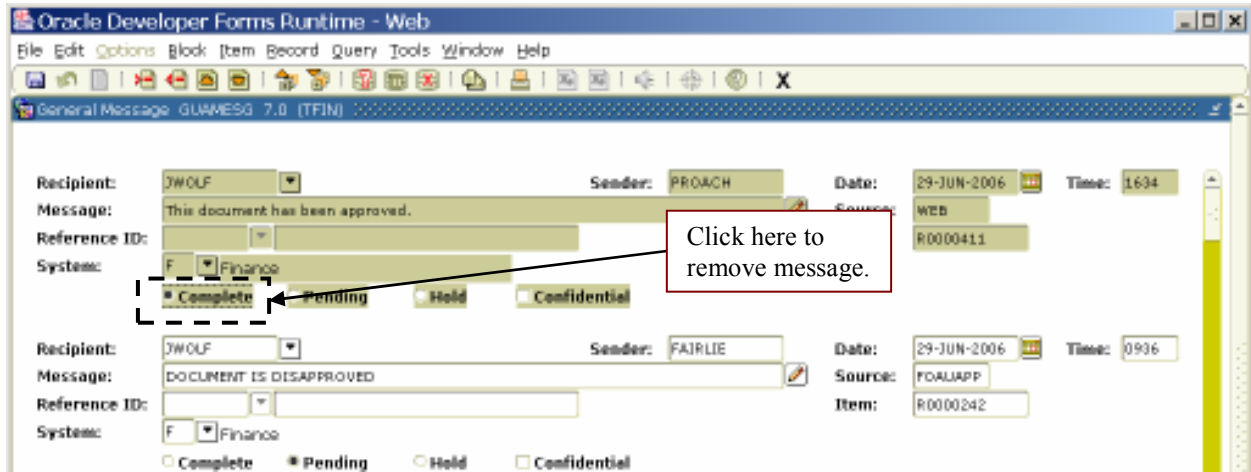 Oracle Developer Forms Runtime - Web
File Edit Options Block Item Record Query Tools Window Help
General Message GUAMESG 7.0 (TFIN)
Recipient: JWOLF Sender: PROACH Date: 29-JUN-2006 Time: 1634
Message: This document has been approved. Source: WEB
Reference ID: R0000411
System: F Finance
Complete Pending Hold Confidential
Click here to
remove message.
Recipient: JWOLF Sender: FAIRLIE Date: 29-JUN-2006 Time: 0936
Message: DOCUMENT IS DISAPPROVED Source: FOAUAPP
Reference ID: Item: R0000242
System: F Finance
Complete Pending Hold Confidential